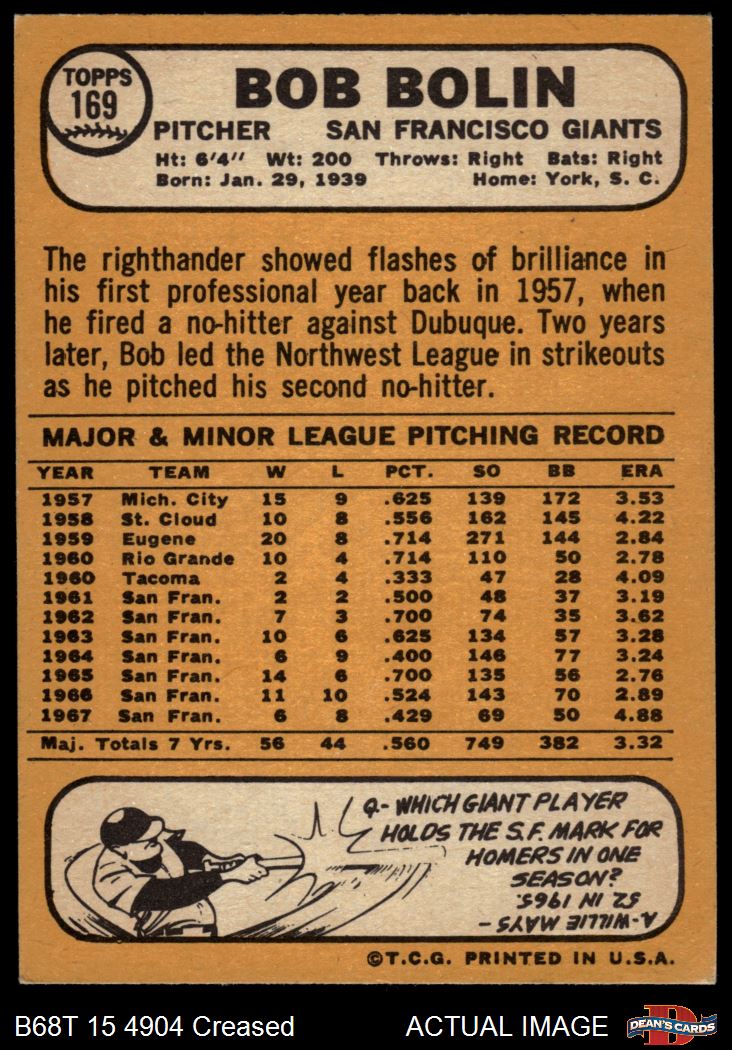 TOPPS
169
BOB BOLIN
PITCHER SAN FRANCISCO GIANTS
Ht: 6'4" Wt: 200 Throws: Right Bats: Right
Born: Jan. 29, 1939 Home: York, S. C.
The righthander showed flashes of brilliance in
his first professional year back in 1957, when
he fired a no-hitter against Dubuque. Two years
later, Bob led the Northwest League in strikeouts
as he pitched his second no-hitter.
MAJOR & MINOR LEAGUE PITCHING RECORD
YEAR TEAM W L PCT. SO BB ERA
1957 Mich. City 15 9 .625 139 172 3.53
1958 St. Cloud 10 8 .556 162 145 4.22
1959 Eugene 20 8 .714 271 144 2.84
1960 Rio Grande 10 4 .714 110 50 2.78
1960 Tacoma 2 4 .333 47 28 4.09
1961 San Fran. 2 2 .500 48 37 3.19
1962 San Fran. 7 3 .700 74 35 3.62
1963 San Fran. 10 6 .625 134 57 3.28
1964 San Fran. 6 9 .400 146 77 3.24
1965 San Fran. 14 6 .700 135 56 2.76
1966 San Fran. 11 10 .524 143 70 2.89
1967 San Fran. 6 8 .429 69 50 4.88
Maj. Totals 7 Yrs. 56 44 .560 749 382 3.32
Q- WHICH GIANT PLAYER
HOLDS THE S.F. MARK FOR
HOMERS IN ONE
SEASON?
A- WILLIE MAYS –
52 IN 1965.
©T.C.G. PRINTED IN U.S.A.
B68T 15 4904 Creased ACTUAL IMAGE DEAN'S CARDS